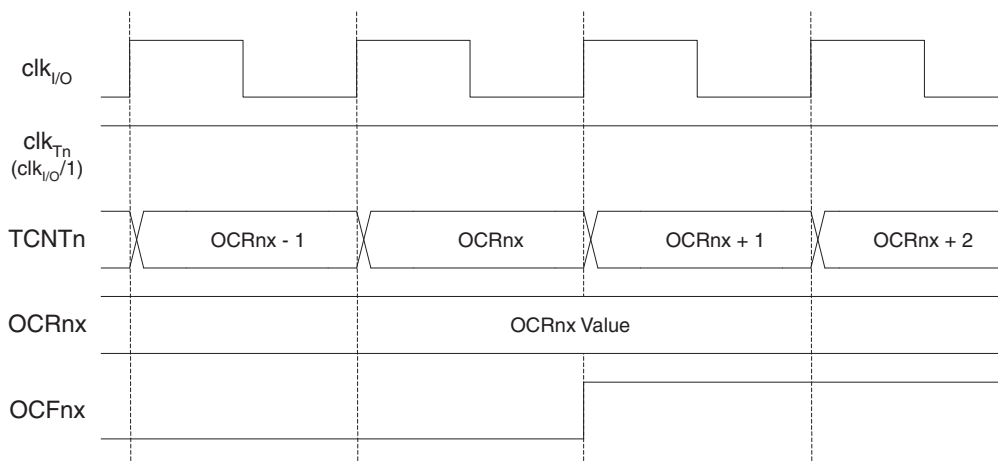 clkI/O
clkTn
(clkI/O/1)
TCNTn
OCRnx - 1
OCRnx
OCRnx + 1
OCRnx + 2
OCRnx
OCRnx Value
OCFnx